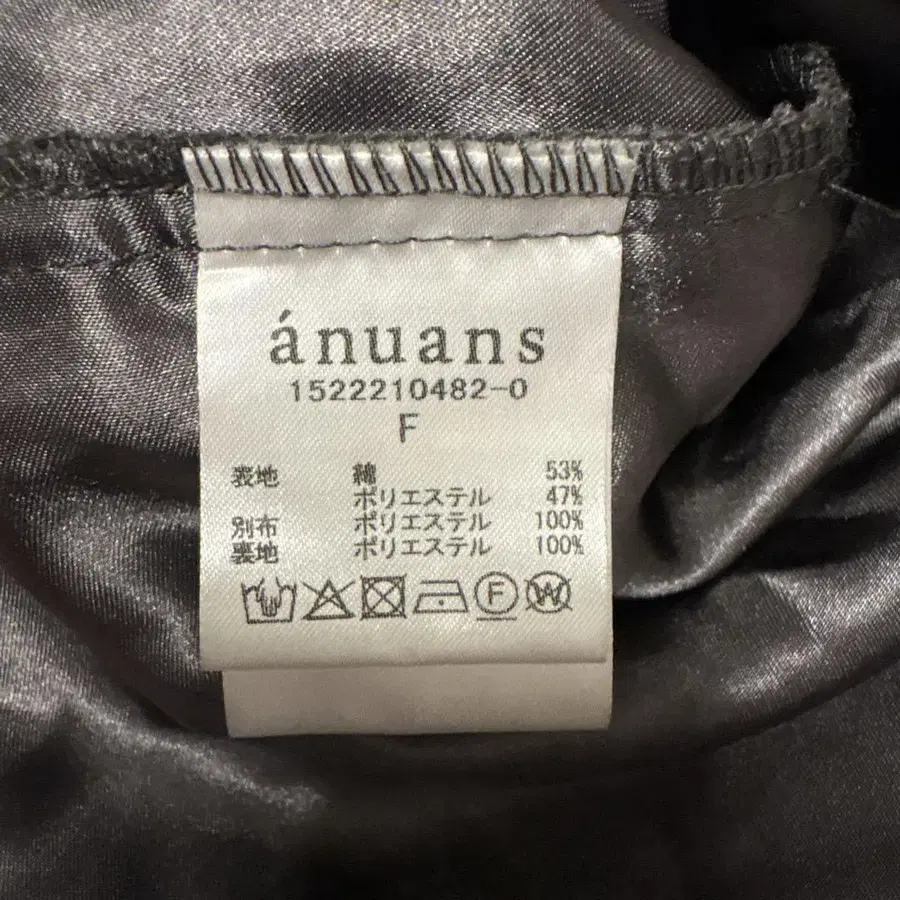 ánuans
1522210482-0
F
表地 綿 53%
ポリエステル 47%
別布 ポリエステル 100%
裏地 ポリエステル 100%
F W